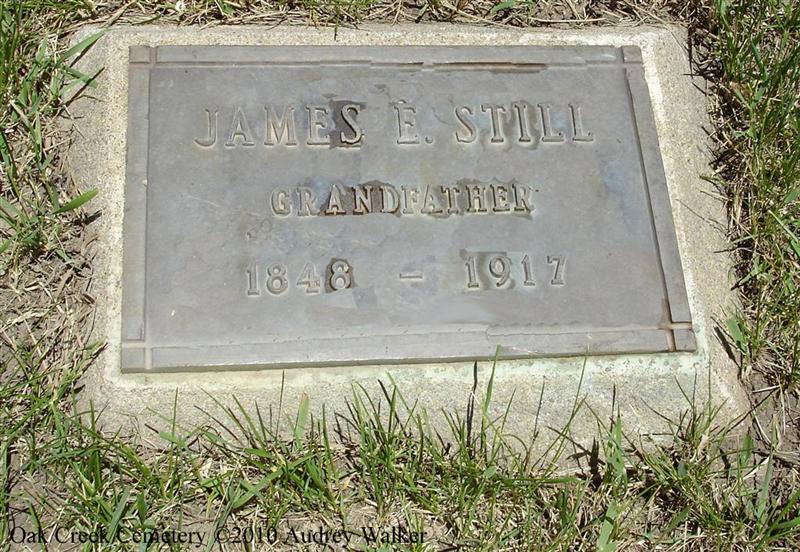 JAMES E. STILL
GRANDFATHER
1848 - 1917
Oak Creek Cemetery ©2010 Audrey Walker